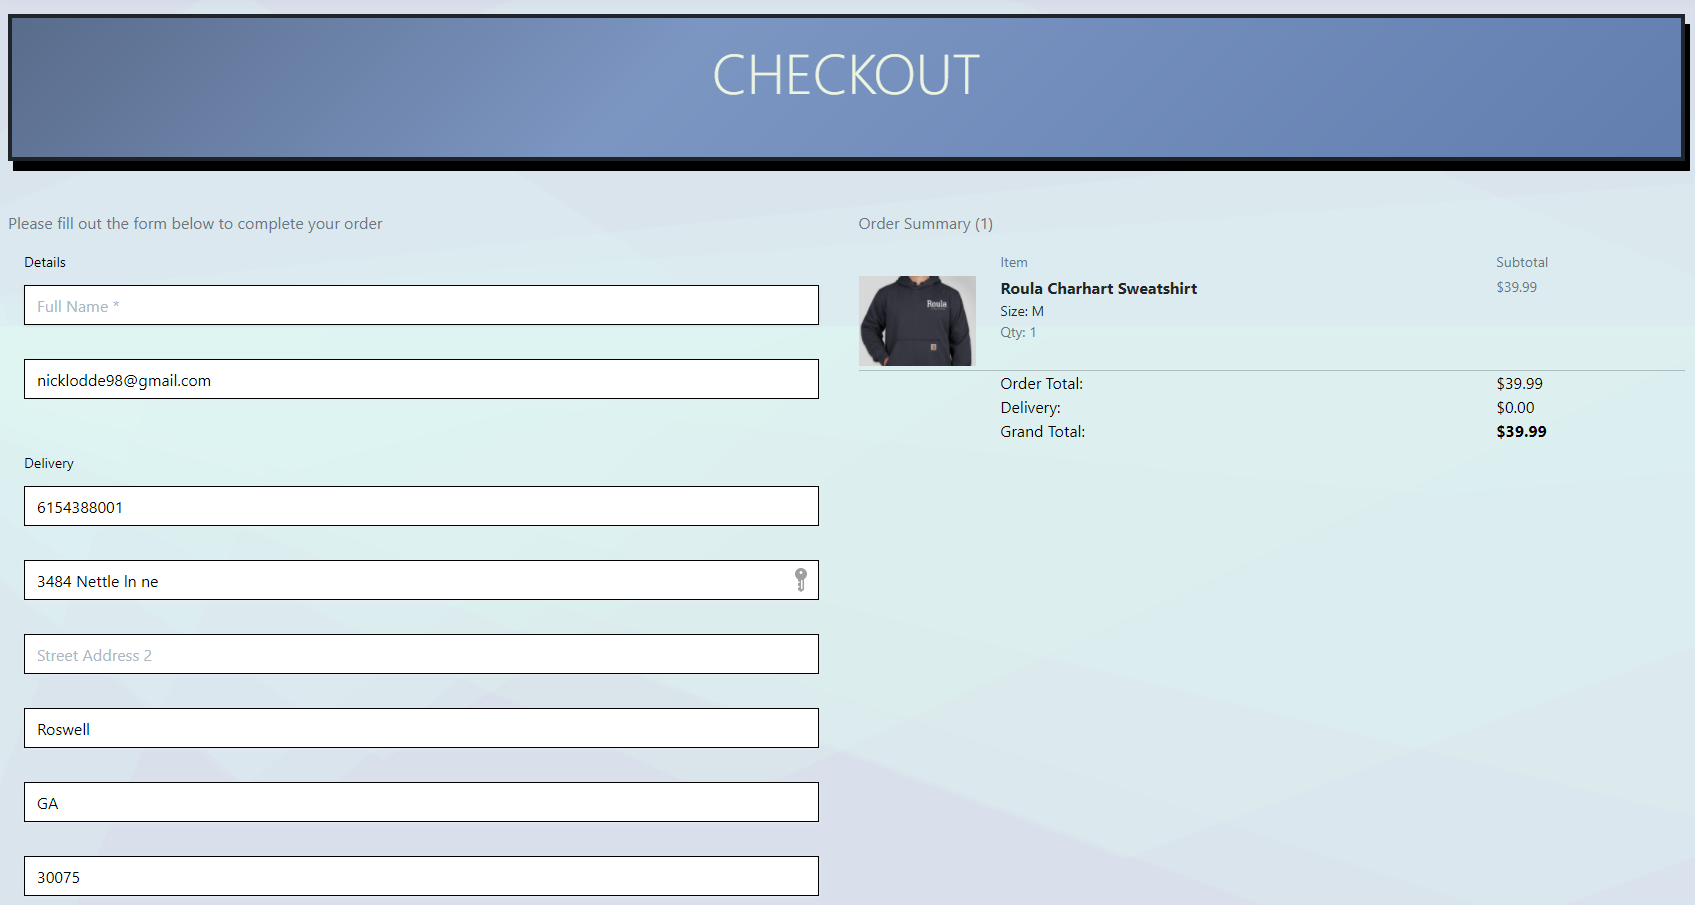 CHECKOUT
Please fill out the form below to complete your order
Details
Full Name *
nicklodde98@gmail.com
Delivery
6154388001
3484 Nettle ln ne
Street Address 2
Roswell
GA
30075
Order Summary (1)
Item Subtotal
Roula
Roula Charhart Sweatshirt $39.99
Size: M
Qty: 1
Order Total: $39.99
Delivery: $0.00
Grand Total: $39.99